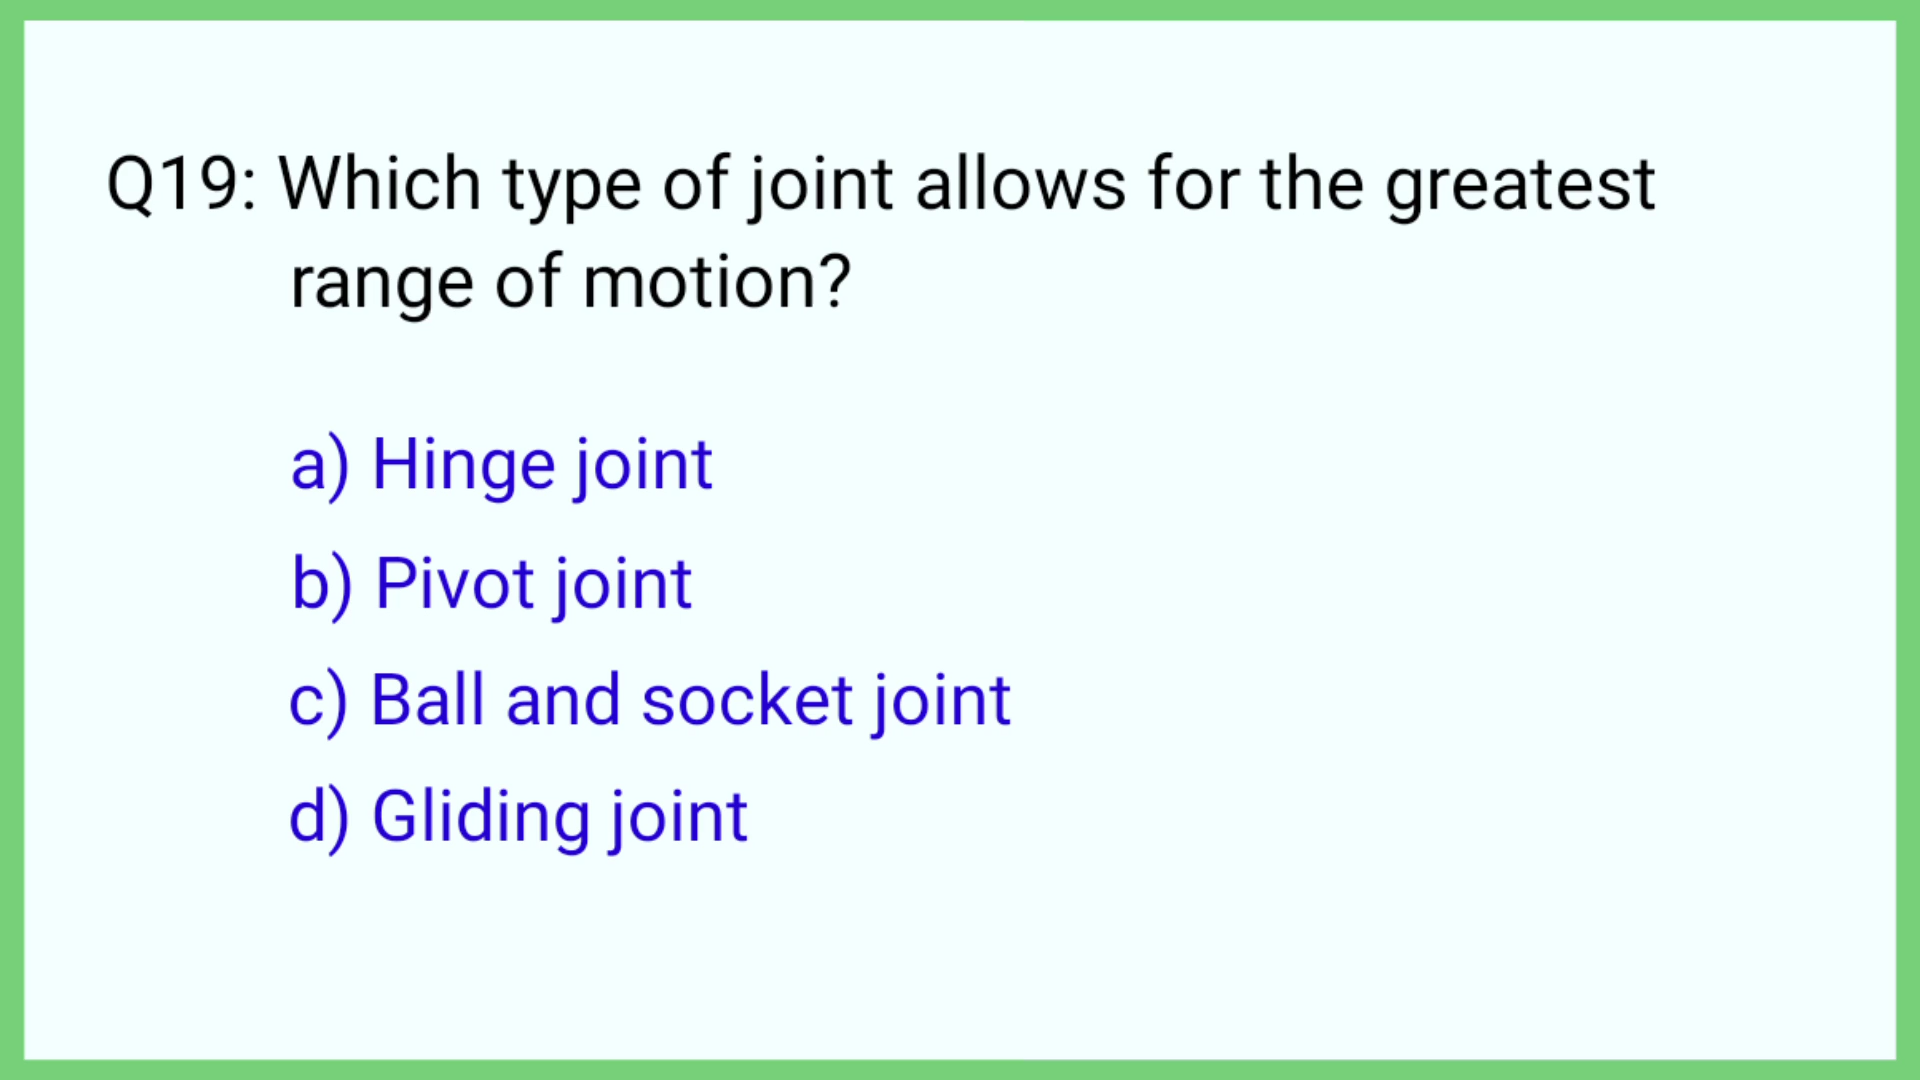 Q19: Which type of joint allows for the greatest
range of motion?
a) Hinge joint
b) Pivot joint
c) Ball and socket joint
d) Gliding joint